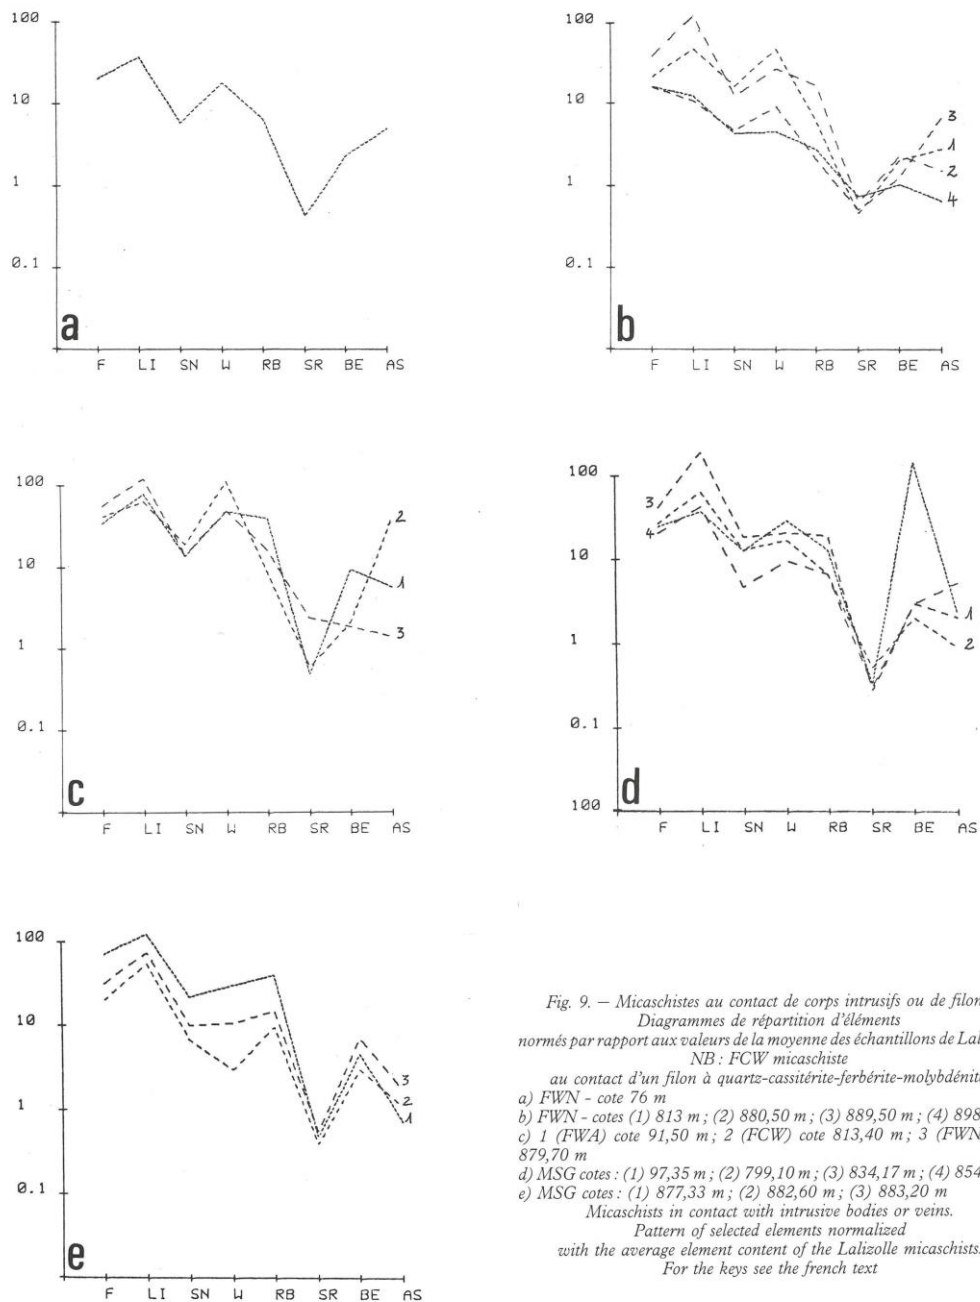 100
10
1
0.1
a
F LI SN W RB SR BE AS
100
10
1
0.1
3
1
2
4
b
F LI SN W RB SR BE AS
100
10
1
0.1
2
1
3
c
F LI SN W RB SR BE AS
100
10
1
0.1
100
3
4
1
2
d
F LI SN W RB SR BE AS
100
10
1
0.1
3
2
1
e
F LI SN W RB SR BE AS
Fig. 9. — Micaschistes au contact de corps intrusifs ou de filon
Diagrammes de répartition d'éléments
normés par rapport aux valeurs de la moyenne des échantillons de Lal
NB : FCW micaschiste
au contact d'un filon à quartz-cassitérite-ferbérite-molybdénit
a) FWN - cote 76 m
b) FWN - cotes (1) 813 m ; (2) 880,50 m ; (3) 889,50 m ; (4) 898
c) 1 (FWA) cote 91,50 m ; 2 (FCW) cote 813,40 m ; 3 (FWN
879,70 m
d) MSG cotes : (1) 97,35 m ; (2) 799,10 m ; (3) 834,17 m ; (4) 854
e) MSG cotes : (1) 877,33 m ; (2) 882,60 m ; (3) 883,20 m
Micaschists in contact with intrusive bodies or veins.
Pattern of selected elements normalized
with the average element content of the Lalizolle micaschists.
For the keys see the french text